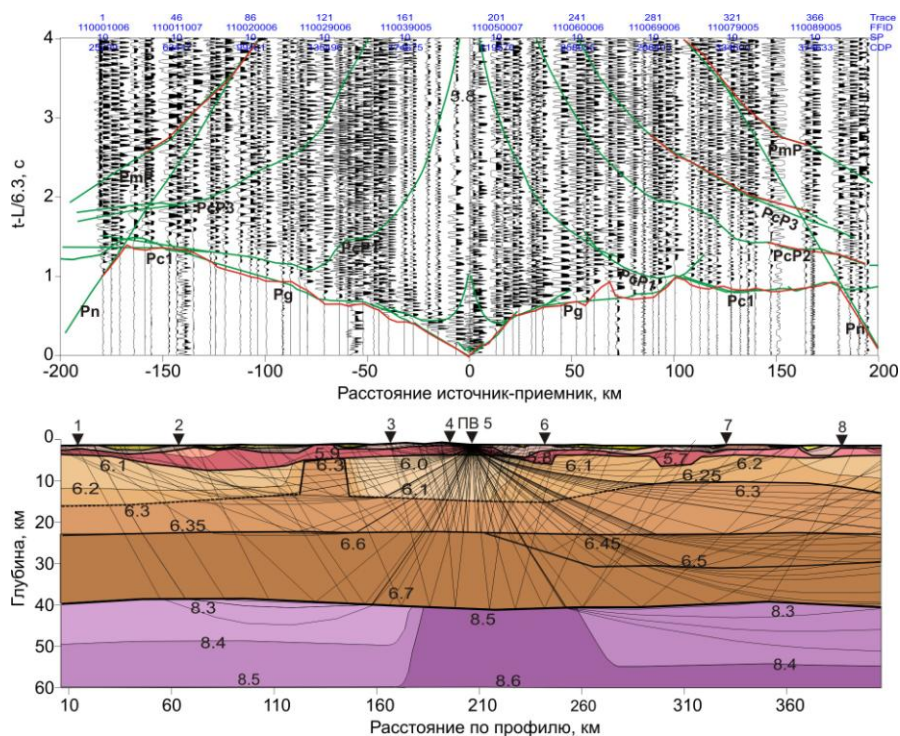 1 46 86 121 161 201 241 281 321 366 Trace
110001006 110011007 110020006 110029006 110039006 110050007 110060006 110069006 110079005 110089005 FFID
10 10 10 10 10 10 10 10 10 SP
CDP
4
3
2
1
0
t-L/6.3, с
5.8
PmP
PmP
PcP3
PcP3
PcP2
Pc1
Pc1
Pg
Pg
Pn
Pn
-200 -150 -100 -50 0 50 100 150 200
Расстояние источник-приемник, км
1 2 3 4 ПВ 5 6 7 8
0
10
20
30
40
50
60
Глубина, км
5.9 5.8 5.7
6.1 6.3 6.0 6.1 6.2
6.2 6.1 6.25 6.3
6.3
6.35 6.6 6.45 6.5
6.7
8.3 8.5 8.3
8.4 8.4
8.5 8.6
10 60 110 160 210 260 310 360
Расстояние по профилю, км